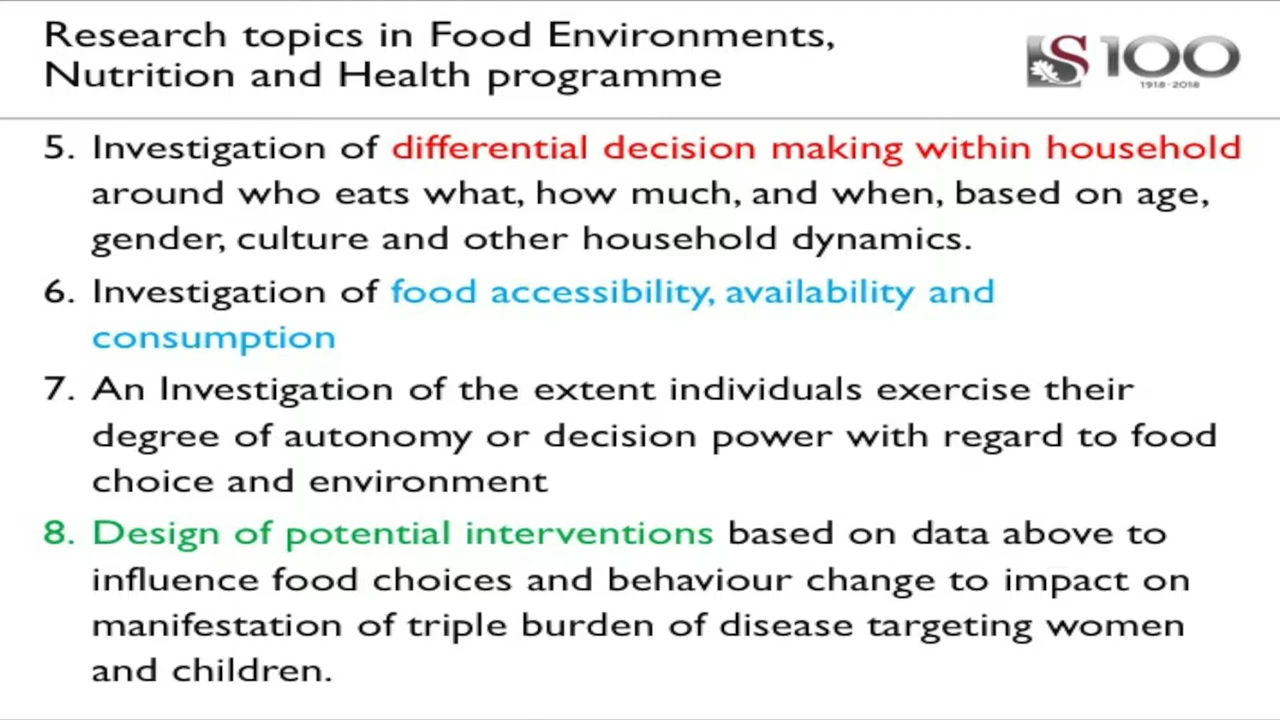 Research topics in Food Environments,
Nutrition and Health programme
S 100
1918-2018
5. Investigation of differential decision making within household
around who eats what, how much, and when, based on age,
gender, culture and other household dynamics.
6. Investigation of food accessibility, availability and
consumption
7. An Investigation of the extent individuals exercise their
degree of autonomy or decision power with regard to food
choice and environment
8. Design of potential interventions based on data above to
influence food choices and behaviour change to impact on
manifestation of triple burden of disease targeting women
and children.